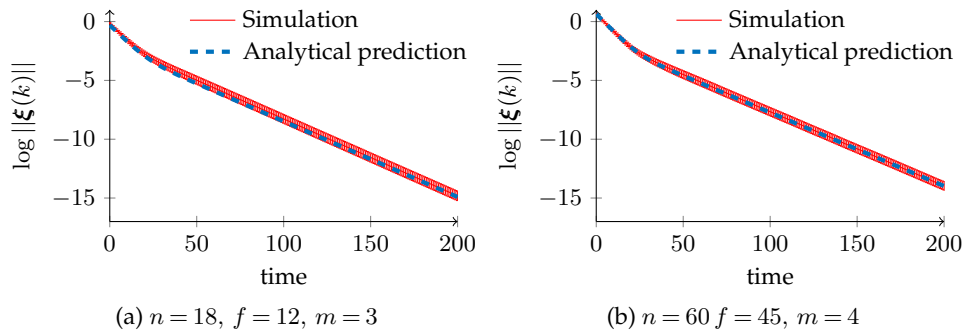 0
−5
−10
−15
log ||ξ(k)||
0 50 100 150 200
time
Simulation
Analytical prediction
(a) n = 18, f = 12, m = 3
0
−5
−10
−15
log ||ξ(k)||
0 50 100 150 200
time
Simulation
Analytical prediction
(b) n = 60 f = 45, m = 4